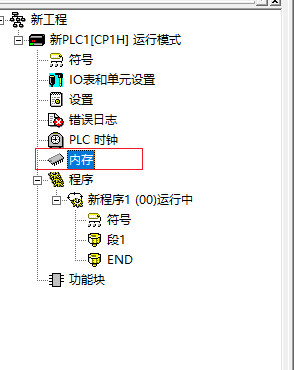 新工程
新PLC1[CP1H] 运行模式
符号
IO表和单元设置
设置
错误日志
PLC 时钟
内存
程序
新程序1 (00)运行中
符号
段1
END
功能块